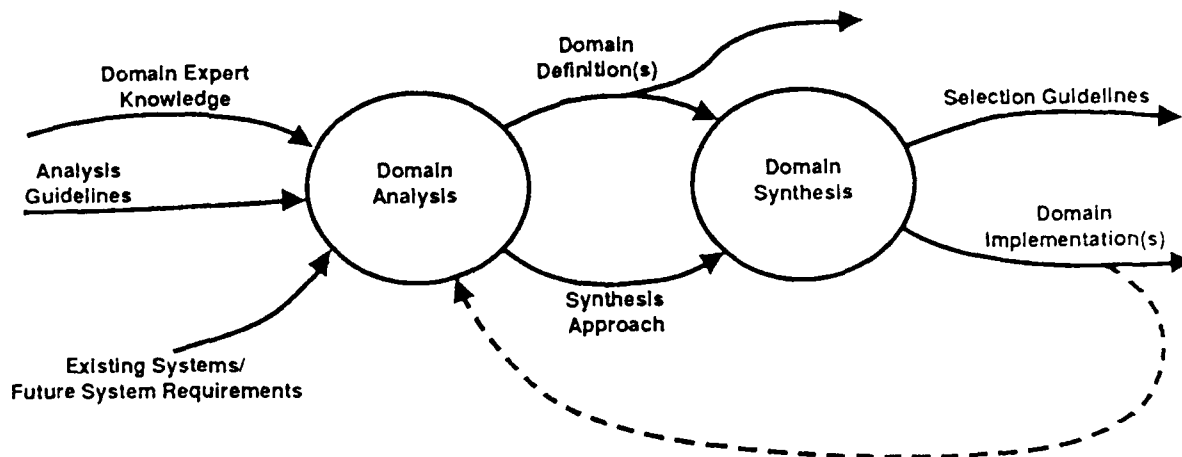 Domain Expert
Knowledge
Analysis
Guidelines
Existing Systems/
Future System Requirements
Domain
Analysis
Domain
Definition(s)
Synthesis
Approach
Domain
Synthesis
Selection Guidelines
Domain
Implementation(s)